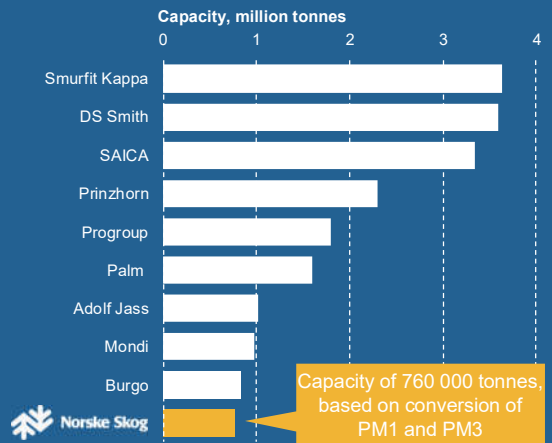 Capacity, million tonnes
0 1 2 3 4
Smurfit Kappa
DS Smith
SAICA
Prinzhorn
Progroup
Palm
Adolf Jass
Mondi
Burgo
Norske Skog
Capacity of 760 000 tonnes,
based on conversion of
PM1 and PM3